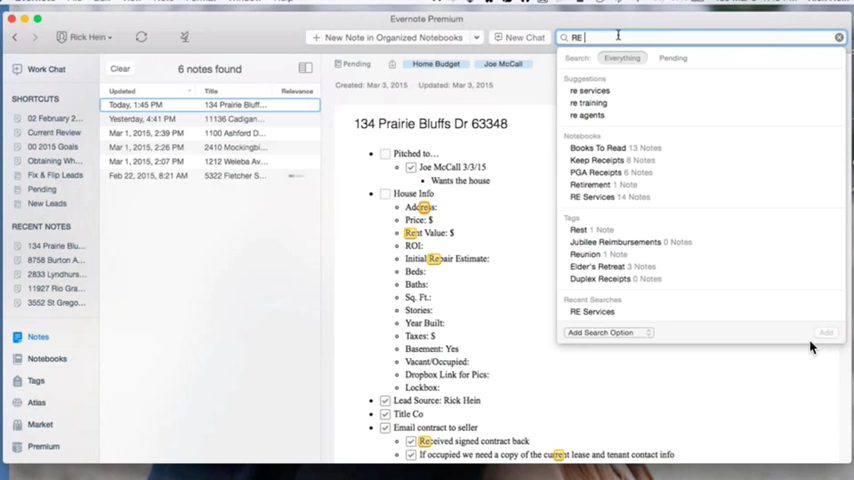 Evernote Premium
Rick Hein
+ New Note in Organized Notebooks
New Chat
RE
Work Chat
Clear
6 notes found
SHORTCUTS
02 February 2...
Current Review
00 2015 Goals
Obtaining Wh...
Fix & Flip Leads
Pending
New Leads
RECENT NOTES
134 Prairie Blu...
8758 Burton A...
2833 Lyndhurs...
11927 Rio Gra...
3552 St Grego...
Notes
Notebooks
Tags
Atlas
Market
Premium
Updated Title Relevance
Today, 1:45 PM 134 Prairie Bluff...
Yesterday, 4:41 PM 11136 Cadigan...
Mar 1, 2015, 2:39 PM 1100 Ashford D...
Mar 1, 2015, 2:26 PM 2410 Mockingbi...
Mar 1, 2015, 2:07 PM 1212 Weleba Av...
Feb 22, 2015, 8:21 AM 5322 Fletcher S...
Pending Home Budget Joe McCall
Created: Mar 3, 2015 Updated: Mar 3, 2015
134 Prairie Bluffs Dr 63348
Pitched to...
Joe McCall 3/3/15
Wants the house
House Info
Address:
Price: $
Rent Value: $
ROI:
Initial Repair Estimate:
Beds:
Baths:
Sq. Ft.:
Stories:
Year Built:
Taxes: $
Basement: Yes
Vacant/Occupied:
Dropbox Link for Pics:
Lockbox:
Lead Source: Rick Hein
Title Co
Email contract to seller
Received signed contract back
If occupied we need a copy of the current lease and tenant contact info
Search: Everything Pending
Suggestions
re services
re training
re agents
Notebooks
Books To Read 13 Notes
Keep Receipts 8 Notes
PGA Receipts 6 Notes
Retirement 1 Note
RE Services 14 Notes
Tags
Rest 1 Note
Jubilee Reimbursements 0 Notes
Reunion 1 Note
Elder's Retreat 3 Notes
Duplex Receipts 0 Notes
Recent Searches
RE Services
Add Search Option
Add